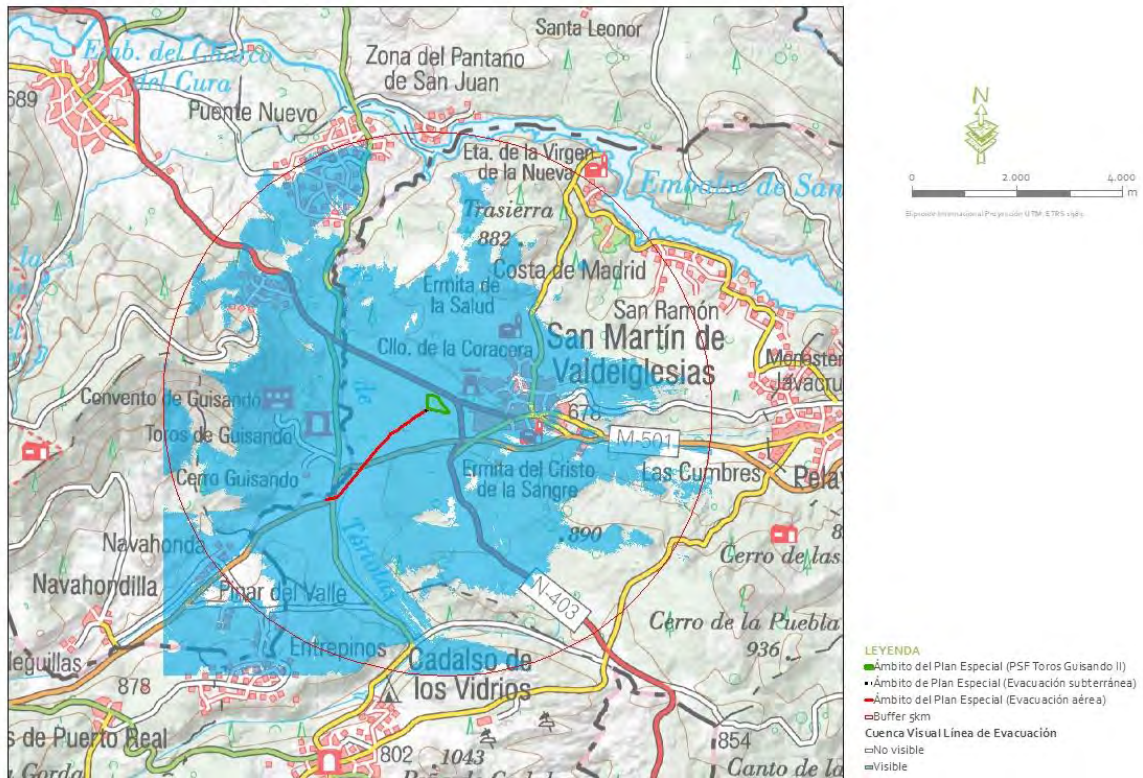 Santa Leonor
Emb. del Charco
del Cura
Zona del Pantano
de San Juan
689
Puente Nuevo
Eta. de la Virgen
de la Nueva
Embalse de San
Trasierra
882
Costa de Madrid
Ermita de
la Salud
San Ramón
San Martín de
Valdeiglesias
Cllo. de la Coracera
Monaster
Javacru
Convento de Guisando
678
Toros de Guisando
M-501
Ermita del Cristo
de la Sangre
Las Cumbres
Pelay
Cerro Guisando
Tórtolas
890
Cerro de las
Navahonda
Navahondilla
Pinar del Valle
N-403
Cerro de la Puebla
936
Entrepinos
Cadalso de
los Vidrios
leguillas
878
s de Puerto Real
802
1043
854
Gorda
Canto de la
N
0 2.000 4.000
m
LEYENDA
Ámbito del Plan Especial (PSF Toros Guisando II)
Ámbito de Plan Especial (Evacuación subterránea)
Ámbito del Plan Especial (Evacuación aérea)
Buffer 5km
Cuenca Visual Línea de Evacuación
No visible
Visible